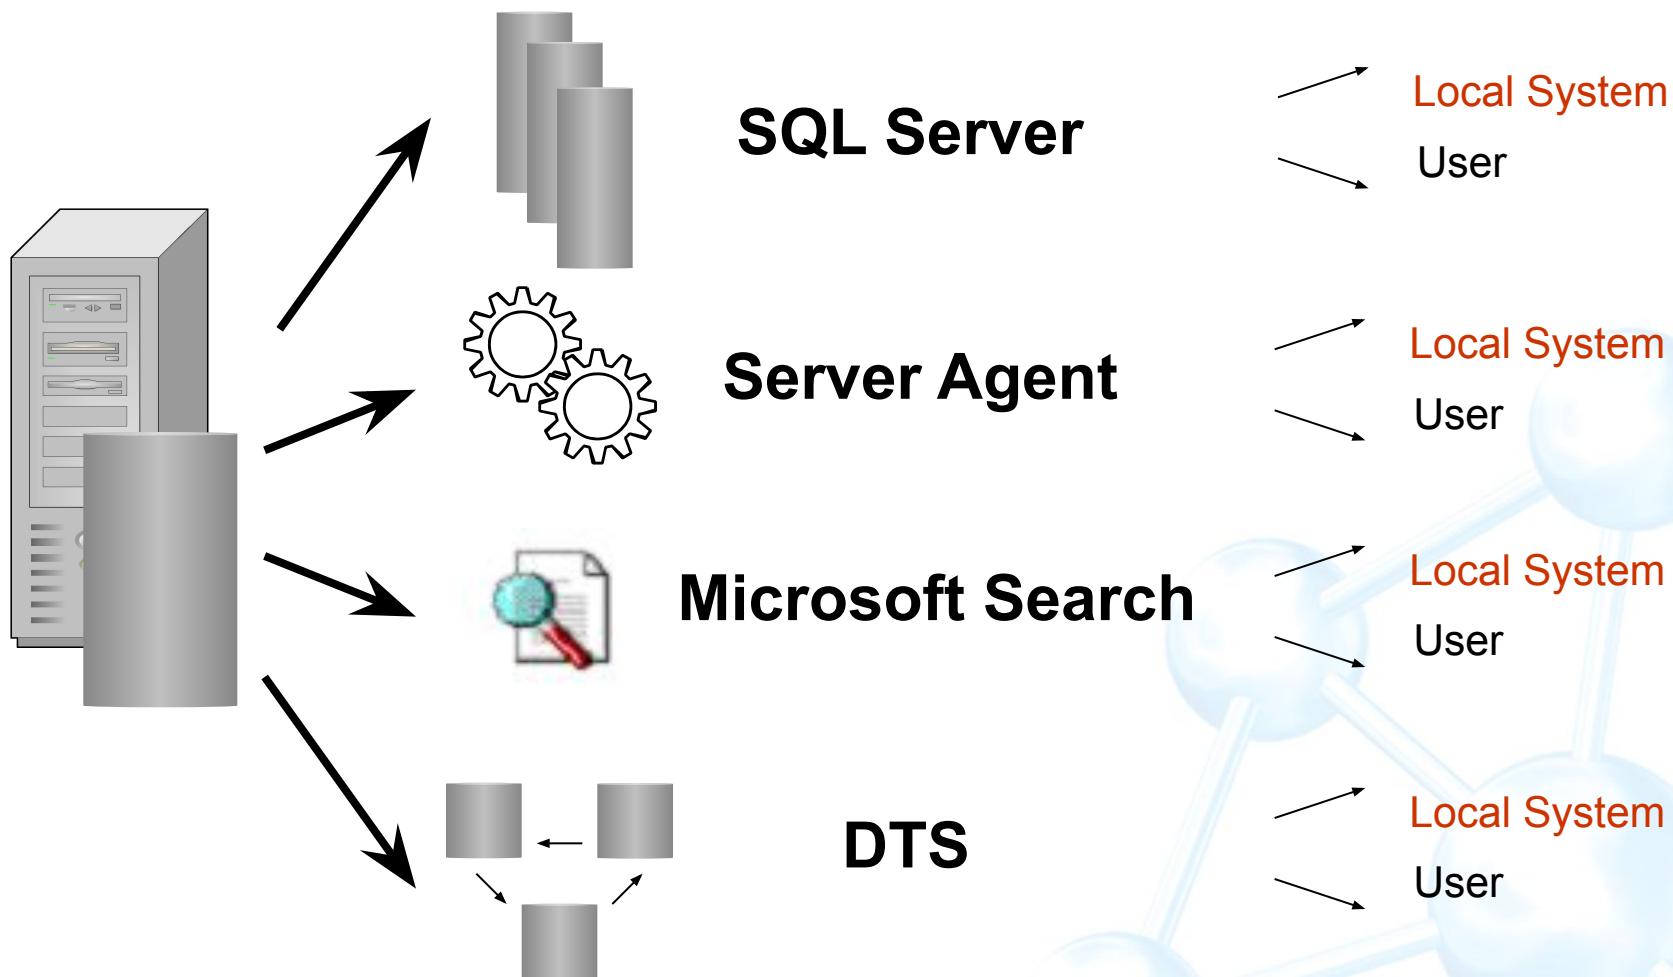 SQL Server
Local System
User
Server Agent
Local System
User
Microsoft Search
Local System
User
DTS
Local System
User